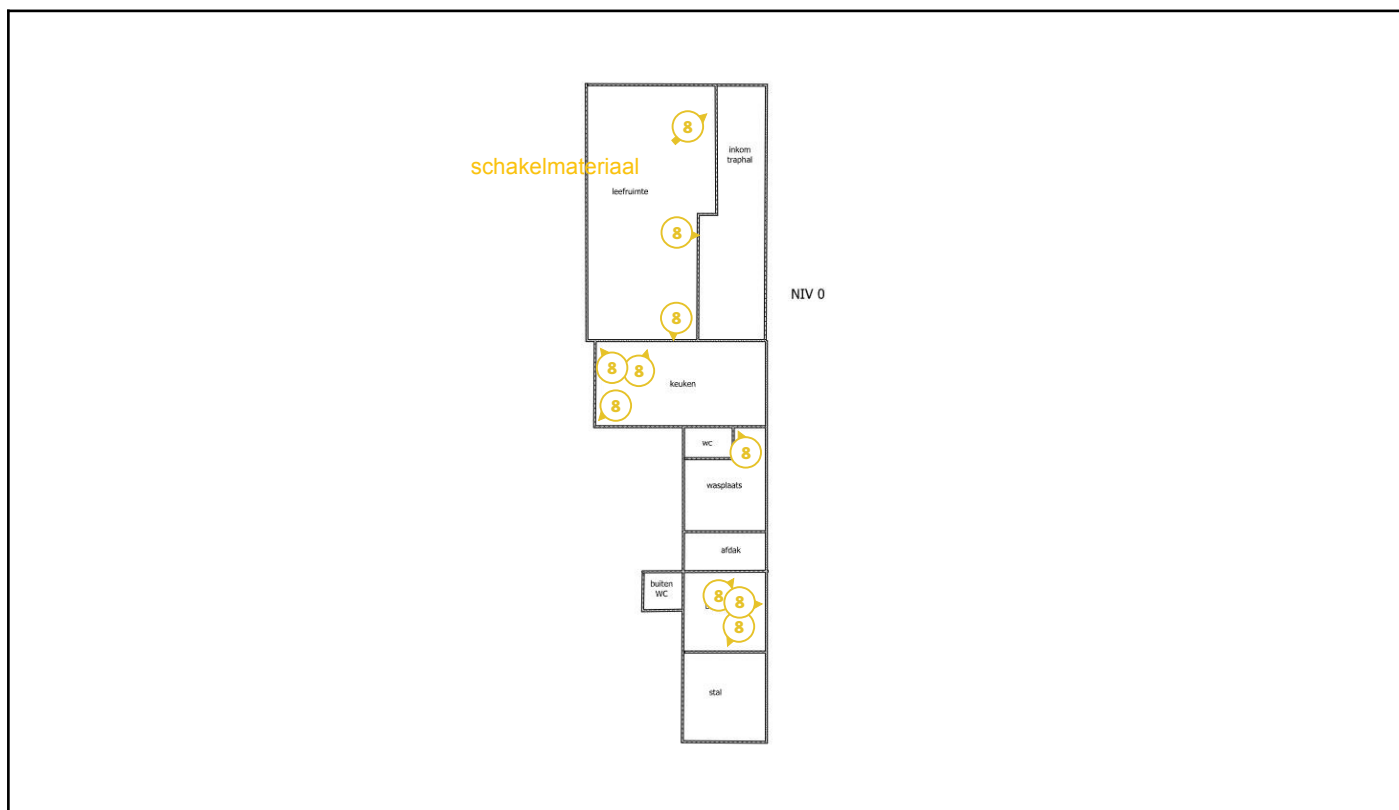 8
inkom
traphal
schakelmateriaal
leefruimte
8
NIV 0
8
8
8
keuken
8
wc
8
wasplaats
afdak
buiten
WC
8
8
8
stal